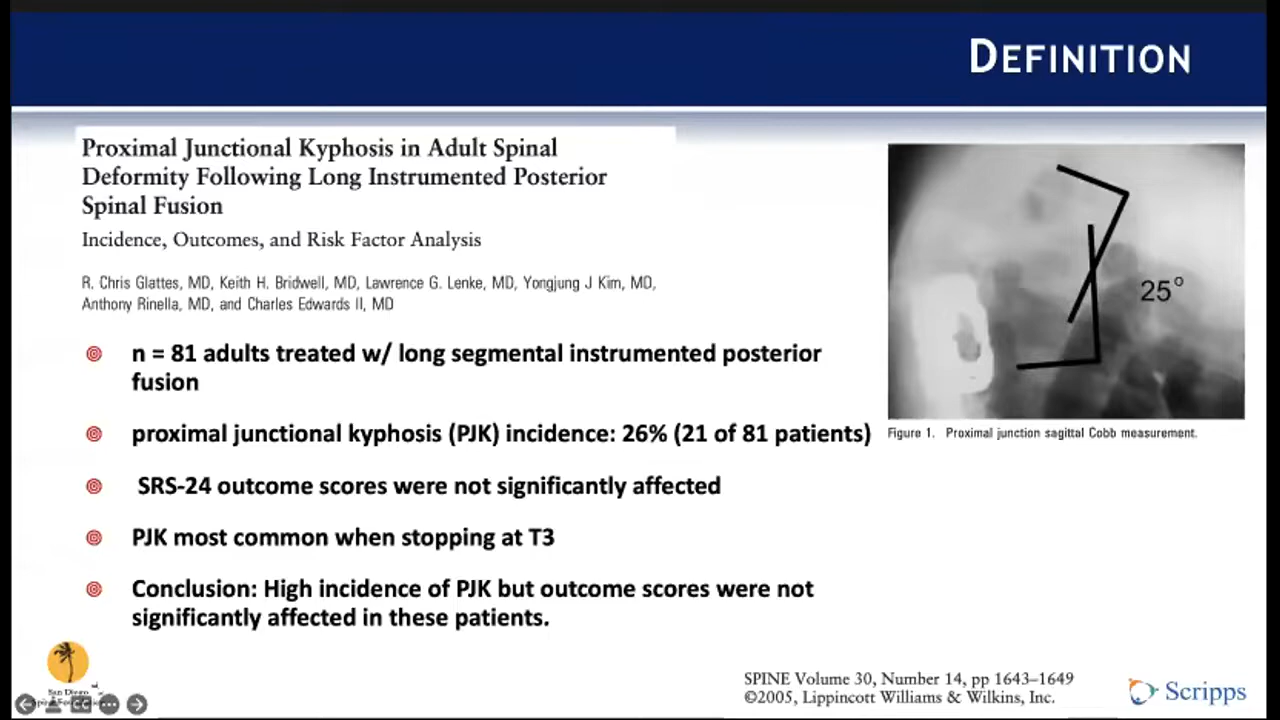 DEFINITION
Proximal Junctional Kyphosis in Adult Spinal
Deformity Following Long Instrumented Posterior
Spinal Fusion
Incidence, Outcomes, and Risk Factor Analysis
R. Chris Glattes, MD, Keith H. Bridwell, MD, Lawrence G. Lenke, MD, Yongjung J Kim, MD,
Anthony Rinella, MD, and Charles Edwards II, MD
n = 81 adults treated w/ long segmental instrumented posterior
fusion
proximal junctional kyphosis (PJK) incidence: 26% (21 of 81 patients)
SRS-24 outcome scores were not significantly affected
PJK most common when stopping at T3
Conclusion: High incidence of PJK but outcome scores were not
significantly affected in these patients.
25°
Figure 1. Proximal junction sagittal Cobb measurement.
San Diego
SPINE Volume 30, Number 14, pp 1643–1649
©2005, Lippincott Williams & Wilkins, Inc.
Scripps